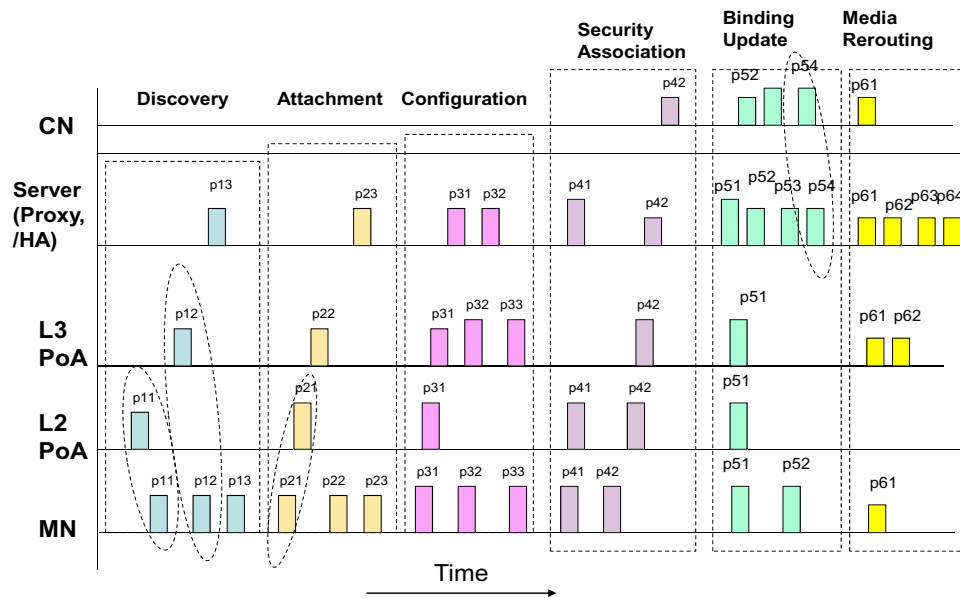 Security
Association
Binding
Update
Media
Rerouting
Discovery
Attachment
Configuration
CN
p42
p52
p54
p61
Server
(Proxy,
/HA)
p13
p23
p31
p32
p41
p42
p51
p52
p53
p54
p61
p62
p63
p64
L3
PoA
p12
p22
p31
p32
p33
p42
p51
p61
p62
L2
PoA
p11
p21
p31
p41
p42
p51
MN
p11
p12
p13
p21
p22
p23
p31
p32
p33
p41
p42
p51
p52
p61
Time